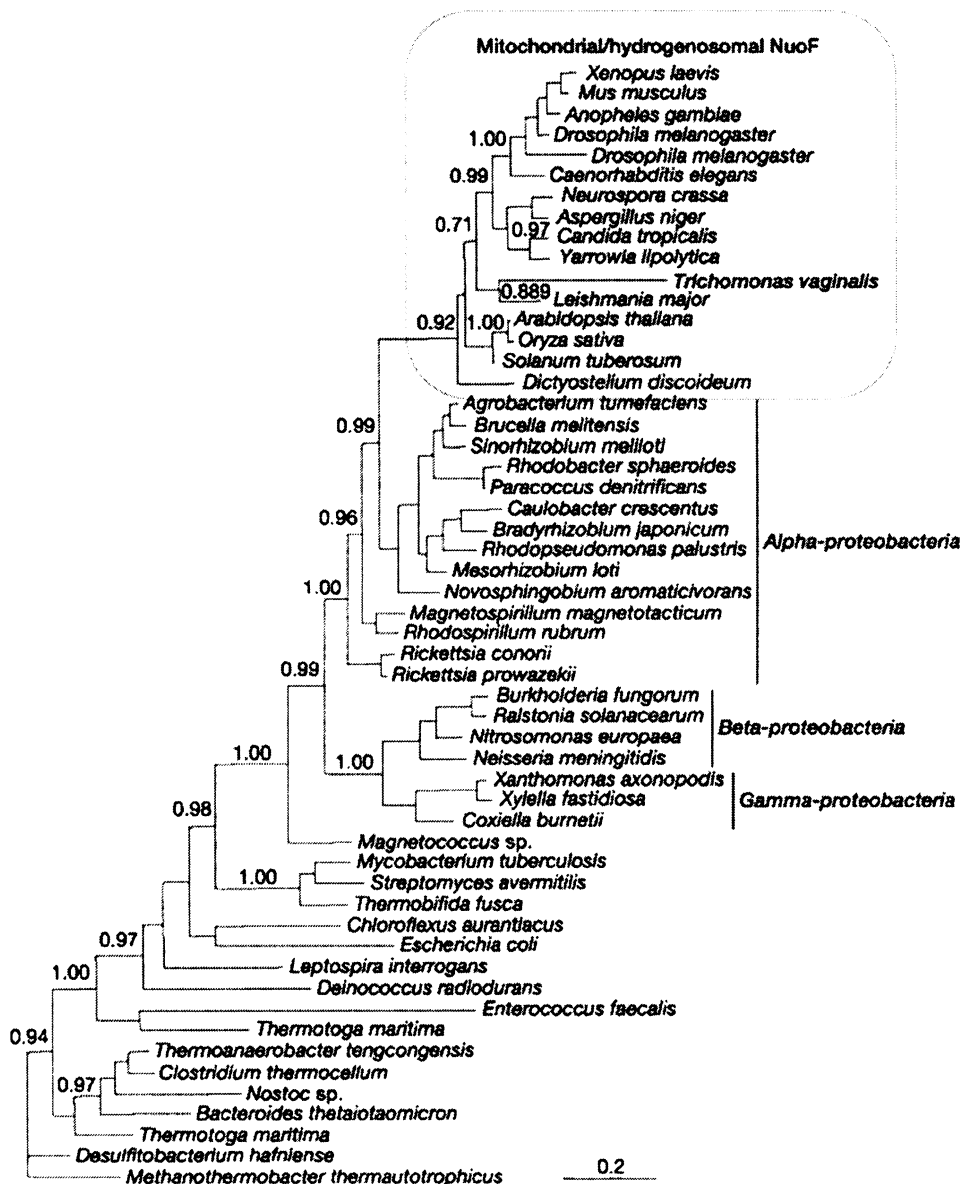 Mitochondrial/hydrogenosomal NuoF
Xenopus laevis
Mus musculus
Anopheles gambiae
1.00
Drosophila melanogaster
Drosophila melanogaster
0.99
Caenorhabditis elegans
Neurospora crassa
0.71
Aspergillus niger
0.97
Candida tropicalis
Yarrowia lipolytica
Trichomonas vaginalis
0.889
Leishmania major
0.92
1.00
Arabidopsis thaliana
Oryza sativa
Solanum tuberosum
Dictyostelium discoideum
Agrobacterium tumefaciens
0.99
Brucella melitensis
Sinorhizobium meliloti
Rhodobacter sphaeroides
Paracoccus denitrificans
Caulobacter crescentus
0.96
Bradyrhizobium japonicum
Alpha-proteobacteria
Rhodopseudomonas palustris
Mesorhizobium loti
1.00
Novosphingobium aromaticivorans
Magnetospirillum magnetotacticum
Rhodospirillum rubrum
Rickettsia conorii
0.99
Rickettsia prowazekii
Burkholderia fungorum
Ralstonia solanacearum
Beta-proteobacteria
Nitrosomonas europaea
1.00
1.00
Neisseria meningitidis
Xanthomonas axonopodis
Xylella fastidiosa
Gamma-proteobacteria
0.98
Coxiella burnetii
Magnetococcus sp.
Mycobacterium tuberculosis
1.00
Streptomyces avermitilis
Thermobifida fusca
Chloroflexus aurantiacus
0.97
Escherichia coli
1.00
Leptospira interrogans
Deinococcus radiodurans
Enterococcus faecalis
0.94
Thermotoga maritima
Thermoanaerobacter tengcongensis
Clostridium thermocellum
0.97
Nostoc sp.
Bacteroides thetaiotaomicron
Thermotoga maritima
Desulfitobacterium hafniense
0.2
Methanothermobacter thermautotrophicus